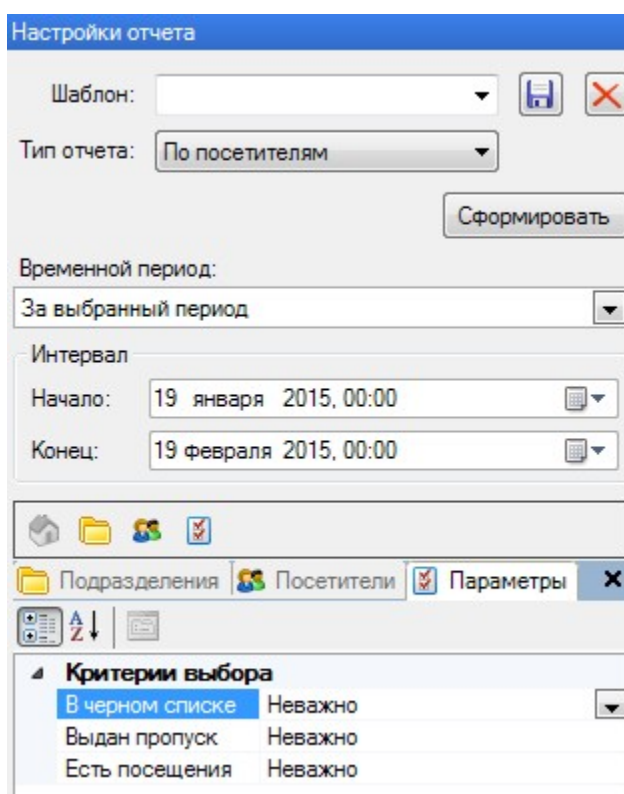 Настройки отчета
Шаблон:
Тип отчета: По посетителям
Сформировать
Временной период:
За выбранный период
Интервал
Начало: 19 января 2015, 00:00
Конец: 19 февраля 2015, 00:00
Подразделения Посетители Параметры
Критерии выбора
В черном списке Неважно
Выдан пропуск Неважно
Есть посещения Неважно